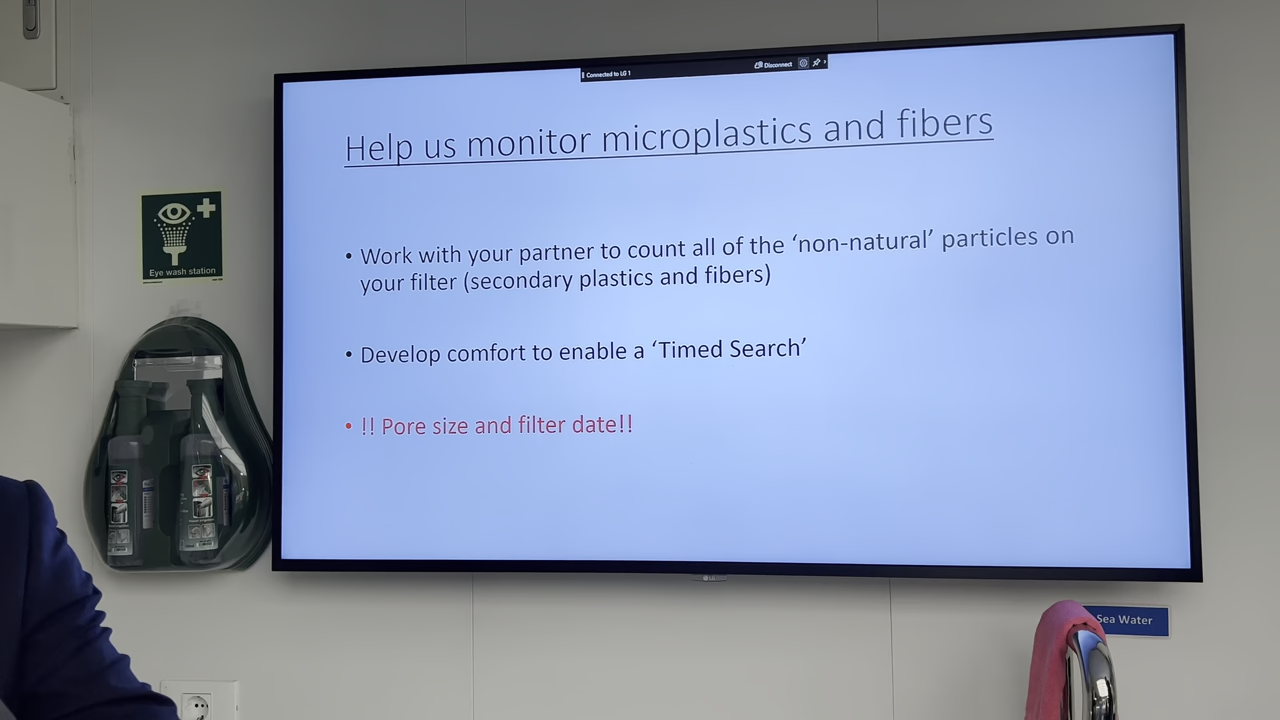 Connected to LG 1
Disconnect
Help us monitor microplastics and fibers
• Work with your partner to count all of the ‘non-natural’ particles on
your filter (secondary plastics and fibers)
• Develop comfort to enable a ‘Timed Search’
• !! Pore size and filter date!!
Eye wash station
LG
Sea Water